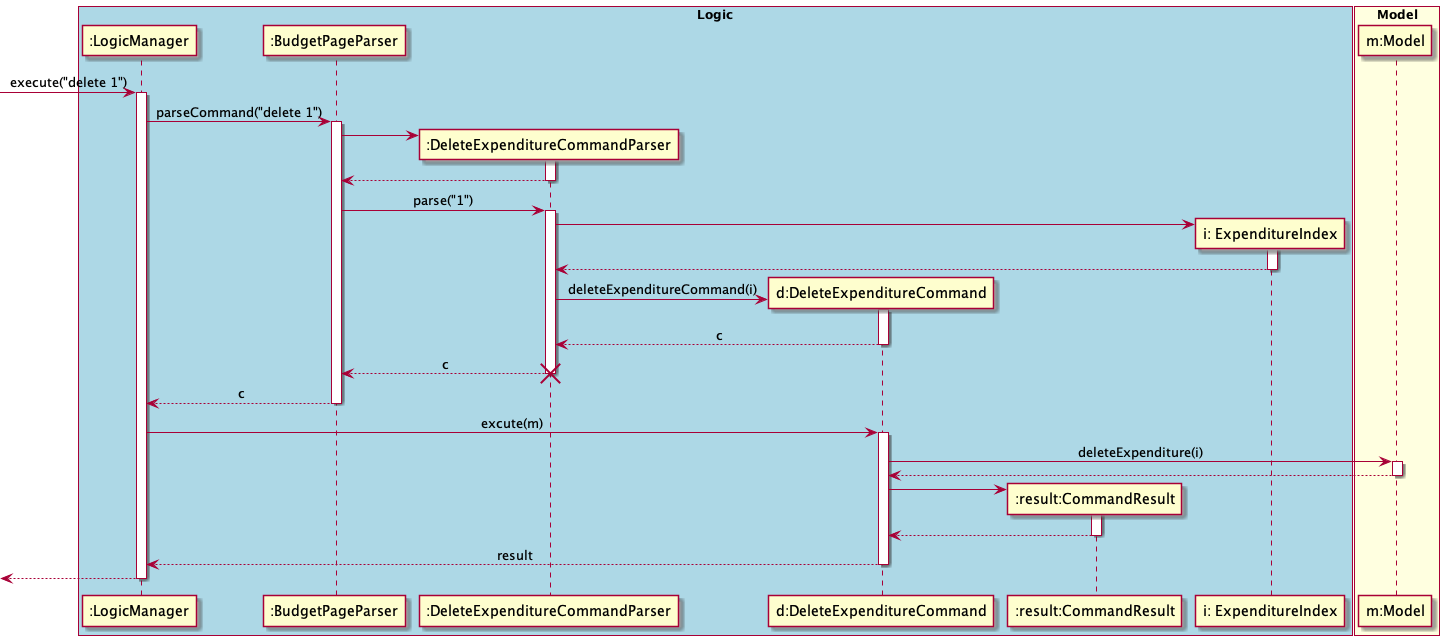 Logic
Model
:LogicManager
:BudgetPageParser
m:Model
execute("delete 1")
parseCommand("delete 1")
:DeleteExpenditureCommandParser
parse("1")
i: ExpenditureIndex
deleteExpenditureCommand(i)
d:DeleteExpenditureCommand
c
c
c
excute(m)
deleteExpenditure(i)
:result:CommandResult
result
:LogicManager
:BudgetPageParser
:DeleteExpenditureCommandParser
d:DeleteExpenditureCommand
:result:CommandResult
i: ExpenditureIndex
m:Model